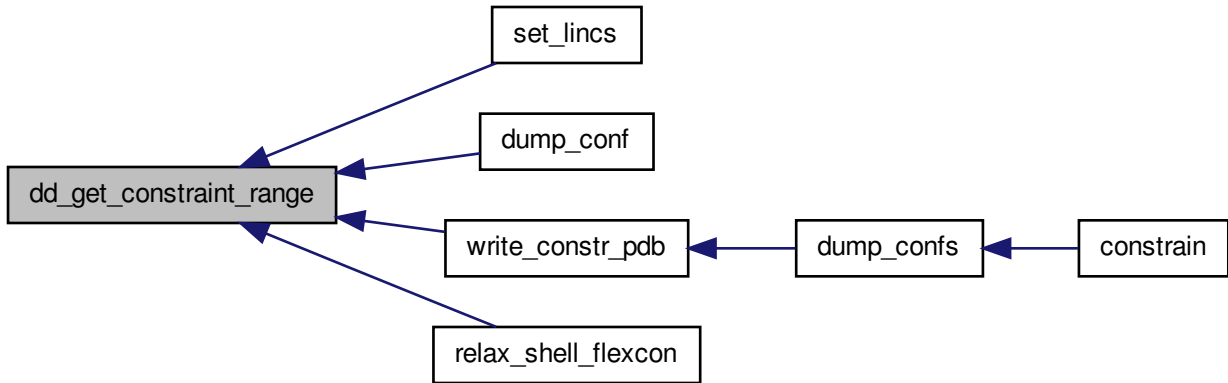 set_lincs
dump_conf
dd_get_constraint_range
write_constr_pdb
dump_confs
constrain
relax_shell_flexcon